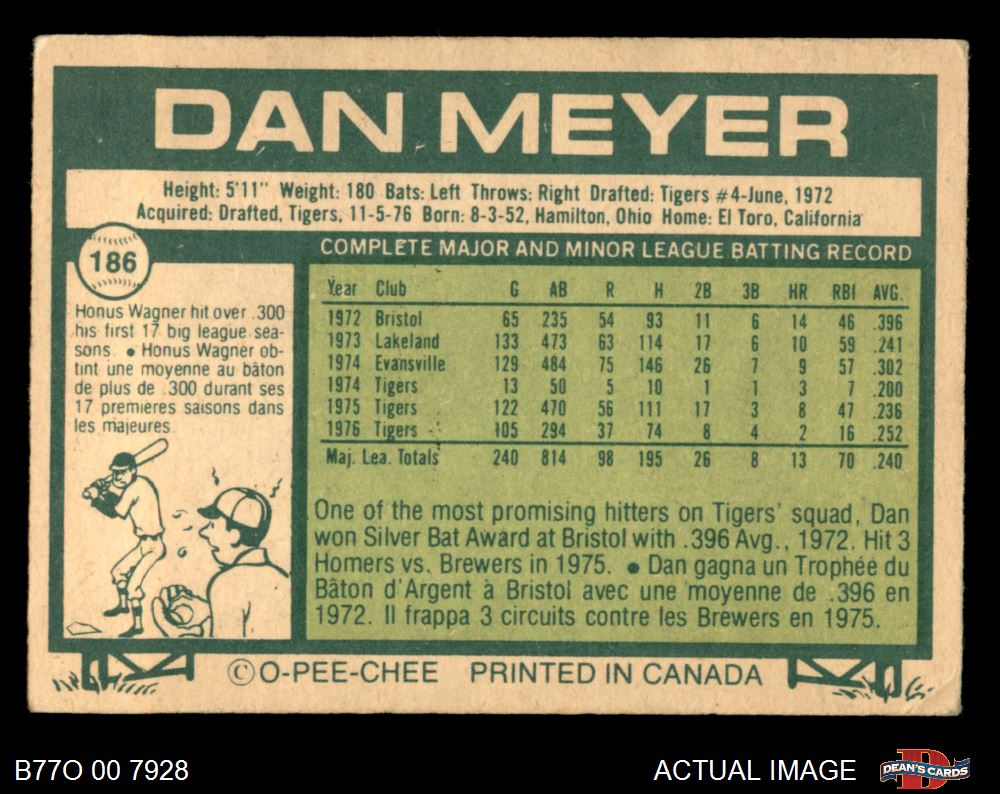 DAN MEYER
Height: 5'11" Weight: 180 Bats: Left Throws: Right Drafted: Tigers #4-June, 1972
Acquired: Drafted, Tigers, 11-5-76 Born: 8-3-52, Hamilton, Ohio Home: El Toro, California
186
Honus Wagner hit over .300
his first 17 big league sea-
sons. ● Honus Wagner ob-
tint une moyenne au bâton
de plus de .300 durant ses
17 premières saisons dans
les majeures.
COMPLETE MAJOR AND MINOR LEAGUE BATTING RECORD
Year Club G AB R H 2B 3B HR RBI AVG.
1972 Bristol 65 235 54 93 11 6 14 46 .396
1973 Lakeland 133 473 63 114 17 6 10 59 .241
1974 Evansville 129 484 75 146 26 7 9 57 .302
1974 Tigers 13 50 5 10 1 1 3 7 .200
1975 Tigers 122 470 56 111 17 3 8 47 .236
1976 Tigers 105 294 37 74 8 4 2 16 .252
Maj. Lea. Totals 240 814 98 195 26 8 13 70 .240
One of the most promising hitters on Tigers' squad, Dan
won Silver Bat Award at Bristol with .396 Avg., 1972. Hit 3
Homers vs. Brewers in 1975. ● Dan gagna un Trophée du
Bâton d'Argent à Bristol avec une moyenne de .396 en
1972. Il frappa 3 circuits contre les Brewers en 1975.
©O-PEE-CHEE PRINTED IN CANADA
B77O 00 7928
ACTUAL IMAGE
DEAN'S CARDS